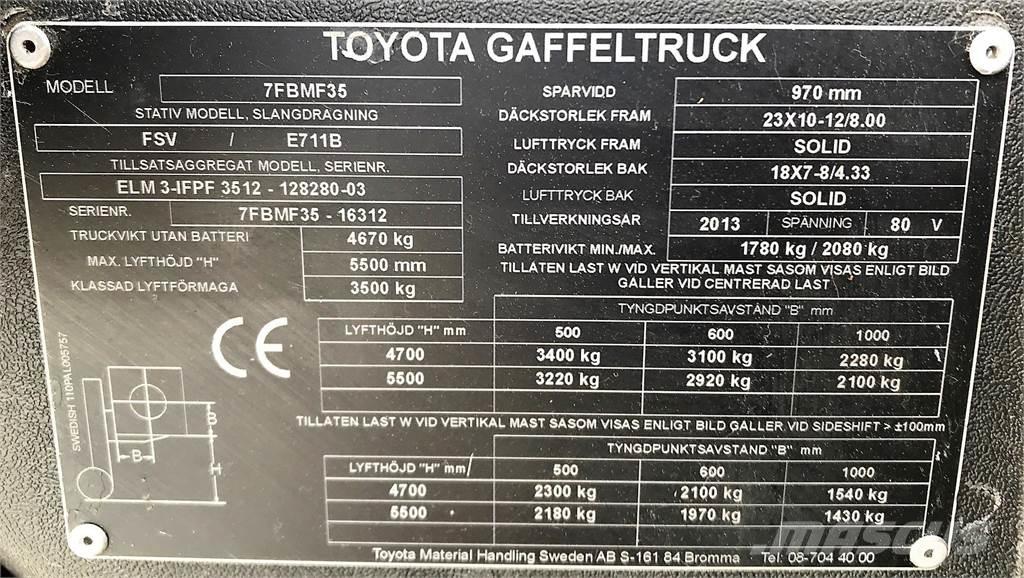 TOYOTA GAFFELTRUCK
MODELL 7FBMF35
STATIV MODELL, SLANGDRAGNING
FSV / E711B
TILLSATSAGGREGAT MODELL, SERIENR.
ELM 3-IFPF 3512 - 128280-03
SERIENR. 7FBMF35 - 16312
TRUCKVIKT UTAN BATTERI 4670 kg
MAX. LYFTHÖJD "H" 5500 mm
KLASSAD LYFTFÖRMAGA 3500 kg
SPARVIDD 970 mm
DÄCKSTORLEK FRAM 23X10-12/8.00
LUFTTRYCK FRAM SOLID
DÄCKSTORLEK BAK 18X7-8/4.33
LUFTTRYCK BAK SOLID
TILLVERKNINGSAR 2013 - SPÄNNING . 80 V
BATTERIVIKT MIN./MAX. 1780 kg / 2080 kg
TILLATEN LAST W VID VERTIKAL MAST SASOM VISAS ENLIGT BILD
GÄLLER VID CENTRERAD LAST
TYNGDPUNKTSAVSTAND "B" mm
LYFTHÖJD "H" mm 500 600 1000
4700 3400 kg 3100 kg 2280 kg
5500 3220 kg 2920 kg 2100 kg
CE
SWEDISH 110PAL005757
B
B
H
TILLATEN LAST W VID VERTIKAL MAST SASOM VISAS ENLIGT BILD GÄLLER VID SIDESHIFT > ±100mm
TYNGDPUNKTSAVSTAND "B" mm
LYFTHÖJD "H" mm 500 600 1000
4700 2300 kg 2100 kg 1540 kg
5500 2180 kg 1970 kg 1430 kg
Toyota Material Handling Sweden AB S-161 84 Bromma Tel: 08-704 40 00
MASCUS